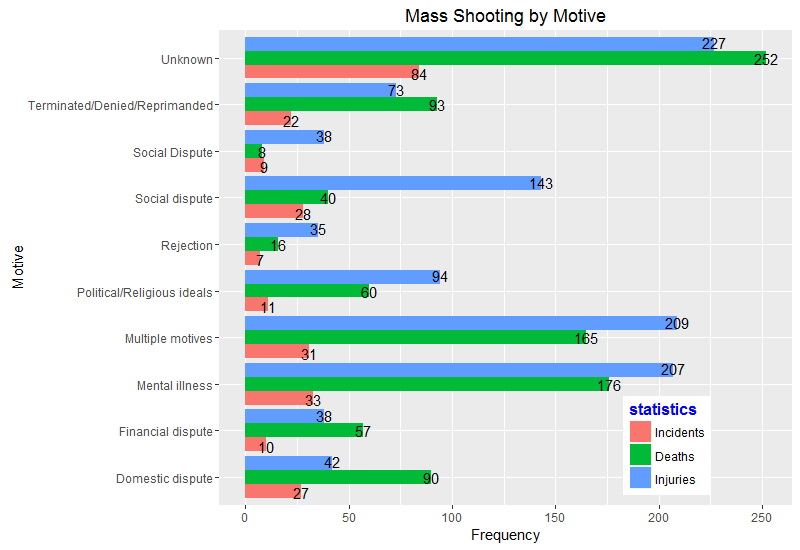 Mass Shooting by Motive
Motive
Unknown
227
252
84
Terminated/Denied/Reprimanded
73
93
22
Social Dispute
38
8
9
Social dispute
143
40
28
Rejection
35
16
7
Political/Religious ideals
94
60
11
Multiple motives
209
165
31
Mental illness
207
176
33
Financial dispute
38
57
10
Domestic dispute
42
90
27
statistics
Incidents
Deaths
Injuries
0 50 100 150 200 250
Frequency